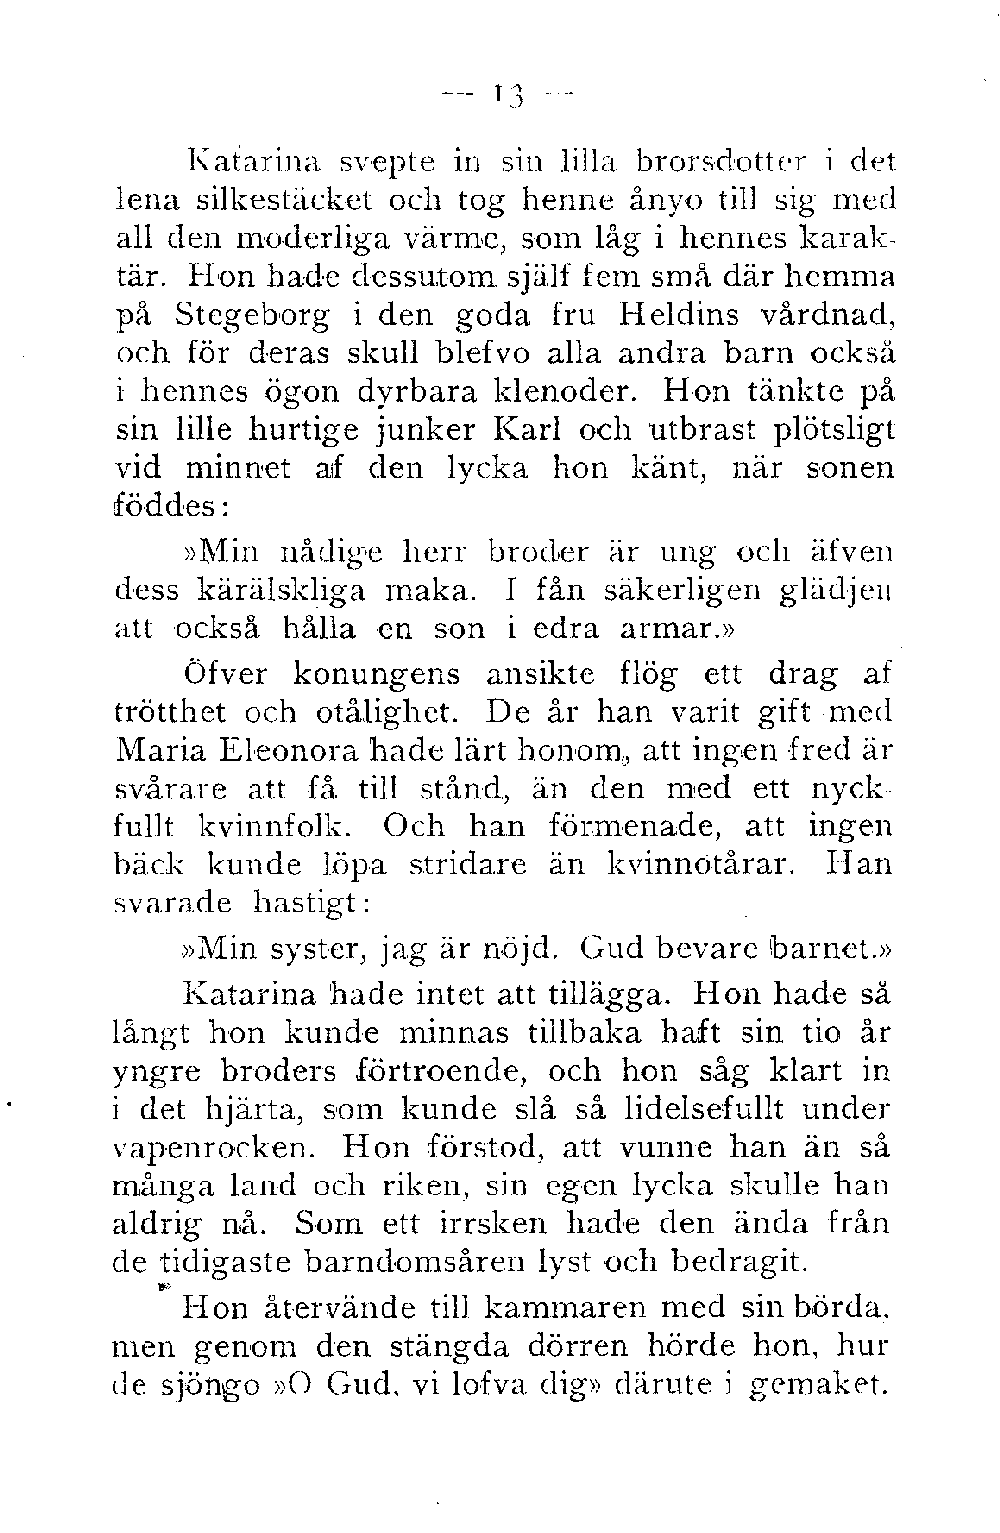 — 13 —
Katarina svepte in sin lilla brorsdotter i det
lena silkestäcket och tog henne ånyo till sig med
all den moderliga värme, som låg i hennes karak-
tär. Hon hade dessutom själf fem små där hemma
på Stegeborg i den goda fru Heldins vårdnad,
och för deras skull blefvo alla andra barn också
i hennes ögon dyrbara klenoder. Hon tänkte på
sin lille hurtige junker Karl och utbrast plötsligt
vid minnet af den lycka hon känt, när sonen
föddes:
»Min nådige herr broder är ung och äfven
dess kärälskliga maka. I fån säkerligen glädjen
att också hålla en son i edra armar.»
Öfver konungens ansikte flög ett drag af
trötthet och otålighet. De år han varit gift med
Maria Eleonora hade lärt honom, att ingen fred är
svårare att få till stånd, än den med ett nyck-
fullt kvinnfolk. Och han förmenade, att ingen
bäck kunde löpa stridare än kvinnotårar. Han
svarade hastigt:
»Min syster, jag är nöjd. Gud bevare barnet.»
Katarina hade intet att tillägga. Hon hade så
långt hon kunde minnas tillbaka haft sin tio år
yngre broders förtroende, och hon såg klart in
i det hjärta, som kunde slå så lidelsefullt under
vapenrocken. Hon förstod, att vunne han än så
många land och riken, sin egen lycka skulle han
aldrig nå. Som ett irrsken hade den ända från
de tidigaste barndomsåren lyst och bedragit.
Hon återvände till kammaren med sin börda,
men genom den stängda dörren hörde hon, hur
de sjöngo »O Gud, vi lofva dig» därute i gemaket.